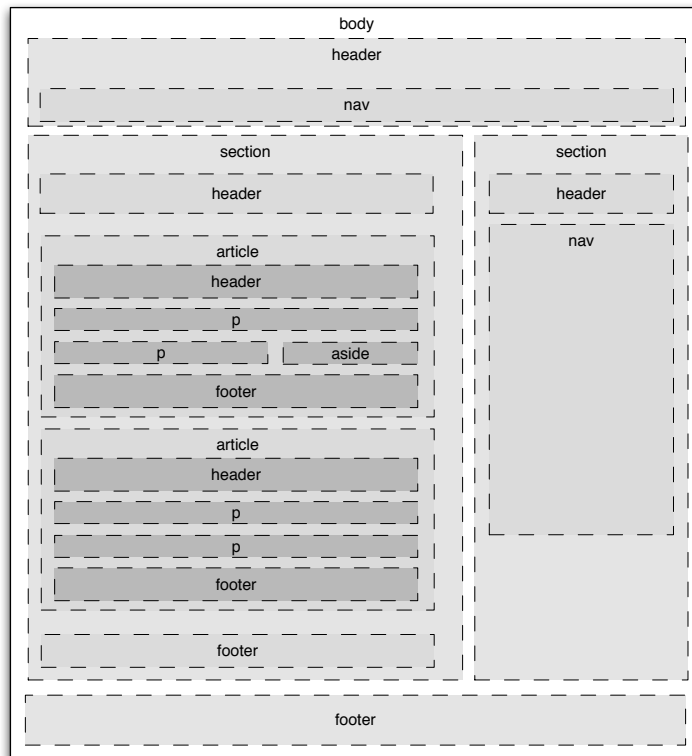 body
header
nav
section
header
article
header
p
p
aside
footer
article
header
p
p
footer
footer
section
header
nav
footer